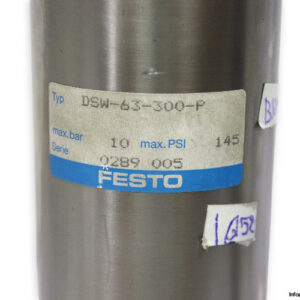 Typ DSW-63-300-P
max.bar 10 max.PSI 145
Serie 0289 005
FESTO